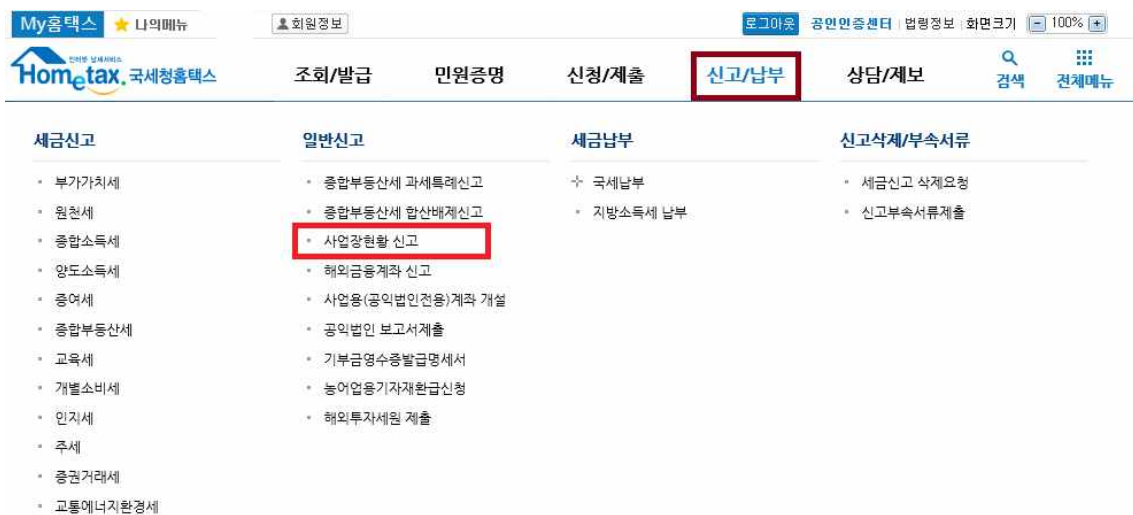 My홈택스 나의메뉴 회원정보 로그아웃 공인인증센터 법령정보 화면크기 100%
인터넷 납세서비스
Hometax. 국세청홈택스 조회/발급 민원증명 신청/제출 신고/납부 상담/제보 검색 전체메뉴
세금신고
부가가치세
원천세
종합소득세
양도소득세
증여세
종합부동산세
교육세
개별소비세
인지세
주세
증권거래세
교통에너지환경세
일반신고
종합부동산세 과세특례신고
종합부동산세 합산배제신고
사업장현황 신고
해외금융계좌 신고
사업용(공익법인전용)계좌 개설
공익법인 보고서제출
기부금영수증발급명세서
농어업용기자재환급신청
해외투자세원 제출
세금납부
국세납부
지방소득세 납부
신고삭제/부속서류
세금신고 삭제요청
신고부속서류제출